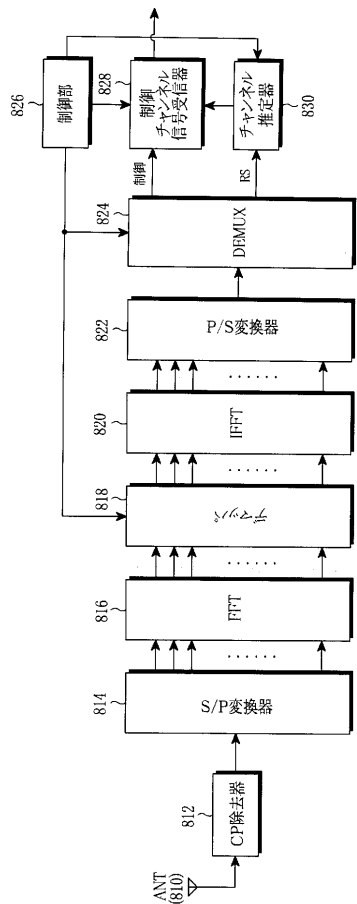 ANT
(810)
812
CP除去器
814
S/P変換器
816
FFT
818
デマッパ
820
IFFT
822
P/S変換器
824
DEMUX
制御
RS
826
制御部
828
制御
チャンネル
信号受信器
チャンネル
推定器
830